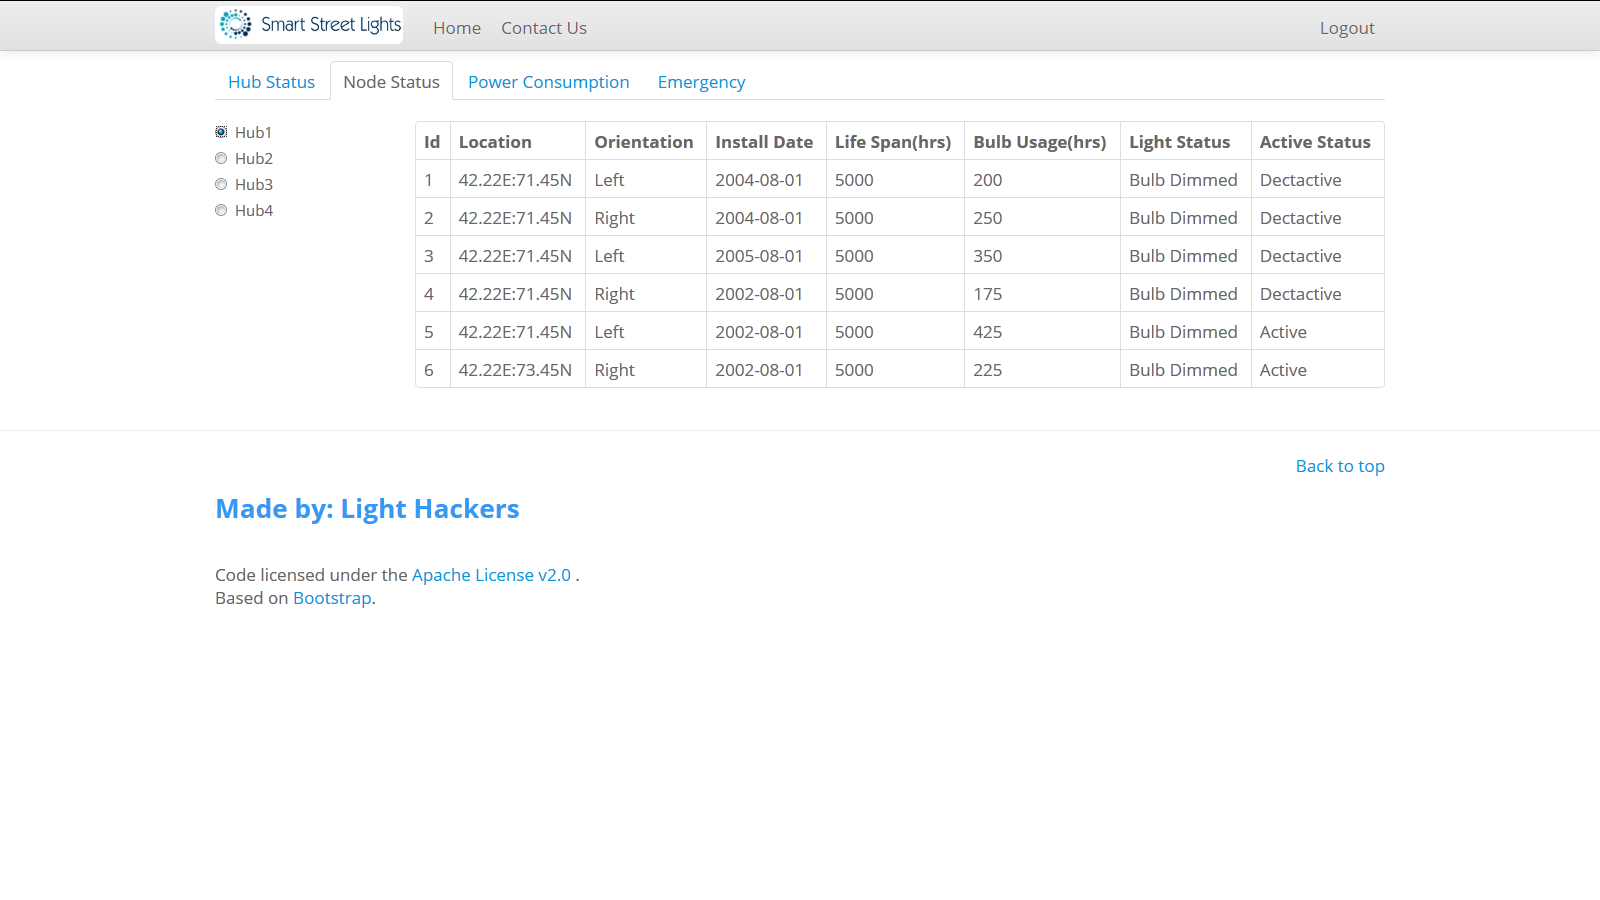 Smart Street Lights Home Contact Us Logout
Hub Status Node Status Power Consumption Emergency
Hub1
Hub2
Hub3
Hub4
Id Location Orientation Install Date Life Span(hrs) Bulb Usage(hrs) Light Status Active Status
1 42.22E:71.45N Left 2004-08-01 5000 200 Bulb Dimmed Dectactive
2 42.22E:71.45N Right 2004-08-01 5000 250 Bulb Dimmed Dectactive
3 42.22E:71.45N Left 2005-08-01 5000 350 Bulb Dimmed Dectactive
4 42.22E:71.45N Right 2002-08-01 5000 175 Bulb Dimmed Dectactive
5 42.22E:71.45N Left 2002-08-01 5000 425 Bulb Dimmed Active
6 42.22E:73.45N Right 2002-08-01 5000 225 Bulb Dimmed Active
Back to top
Made by: Light Hackers
Code licensed under the Apache License v2.0 .
Based on Bootstrap.